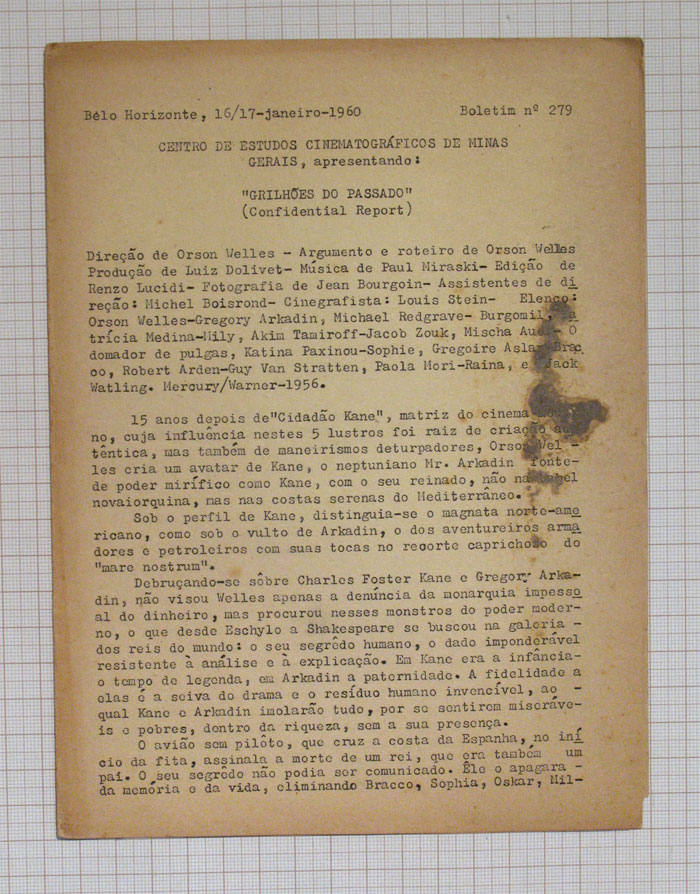 Bélo Horizonte, 16/17-janeiro-1960 Boletim nº 279
CENTRO DE ESTUDOS CINEMATOGRÁFICOS DE MINAS
GERAIS, apresentando:
"GRILHÕES DO PASSADO"
(Confidential Report)
Direção de Orson Welles - Argumento e roteiro de Orson Welles
Produção de Luiz Dolivet- Música de Paul Miraski- Edição de
Renzo Lucidi- Fotografia de Jean Bourgoin- Assistentes de di
reção: Michel Boisrond- Cinegrafista: Louis Stein- Elenco:
Orson Welles-Gregory Arkadin, Michael Redgrave- Burgomil,
trícia Medina-Mily, Akim Tamiroff-Jacob Zouk, Mischa O
domador de pulgas, Katina Paxinou-Sophie, Gregoire
co, Robert Arden-Guy Van Stratten, Paola Mori-Raina, e Jack
Watling. Mercury/Warner-1956.
15 anos depois de"Cidadão Kane", matriz do cinema
no, cuja influência nestes 5 lustros foi raiz de criação
têntica, mas também de maneirismos deturpadores, Orson Wel-
les cria um avatar de Kane, o neptuniano Mr. Arkadin fonte-
de poder mirífico como Kane, com o seu reinado, não na
novaiorquina, mas nas costas serenas do Mediterrâneo.
Sob o perfil de Kane, distinguia-se o magnata norte-ame
ricano, como sob o vulto de Arkadin, o dos aventureiros arma
dores e petroleiros com suas tocas no recorte caprichoso do
"mare nostrum".
Debruçando-se sôbre Charles Foster Kane e Gregory Arka-
din, não visou Welles apenas a denúncia da monarquia impesso
al do dinheiro, mas procurou nesses monstros do poder moder-
no, o que desde Eschylo a Shakespeare se buscou na galeria -
dos reis do mundo: o seu segrêdo humano, o dado imponderável
resistente à análise e à explicação. Em Kane era a infância-
o tempo de legenda, em Arkadin a paternidade. A fidelidade a
elas é a seiva do drama e o resíduo humano invencível, ao -
qual Kane e Arkadin imolarão tudo, por se sentirem miseráve-
is e pobres, dentro da riqueza, sem a sua presença.
O avião sem pilôto, que cruz a costa da Espanha, no iní
cio da fita, assinala a morte de um rei, que era também um
pai. O seu segrêdo não podia ser comunicado. Êle o apagara -
da memória e da vida, eliminando Bracco, Sophia, Oskar, Mil-